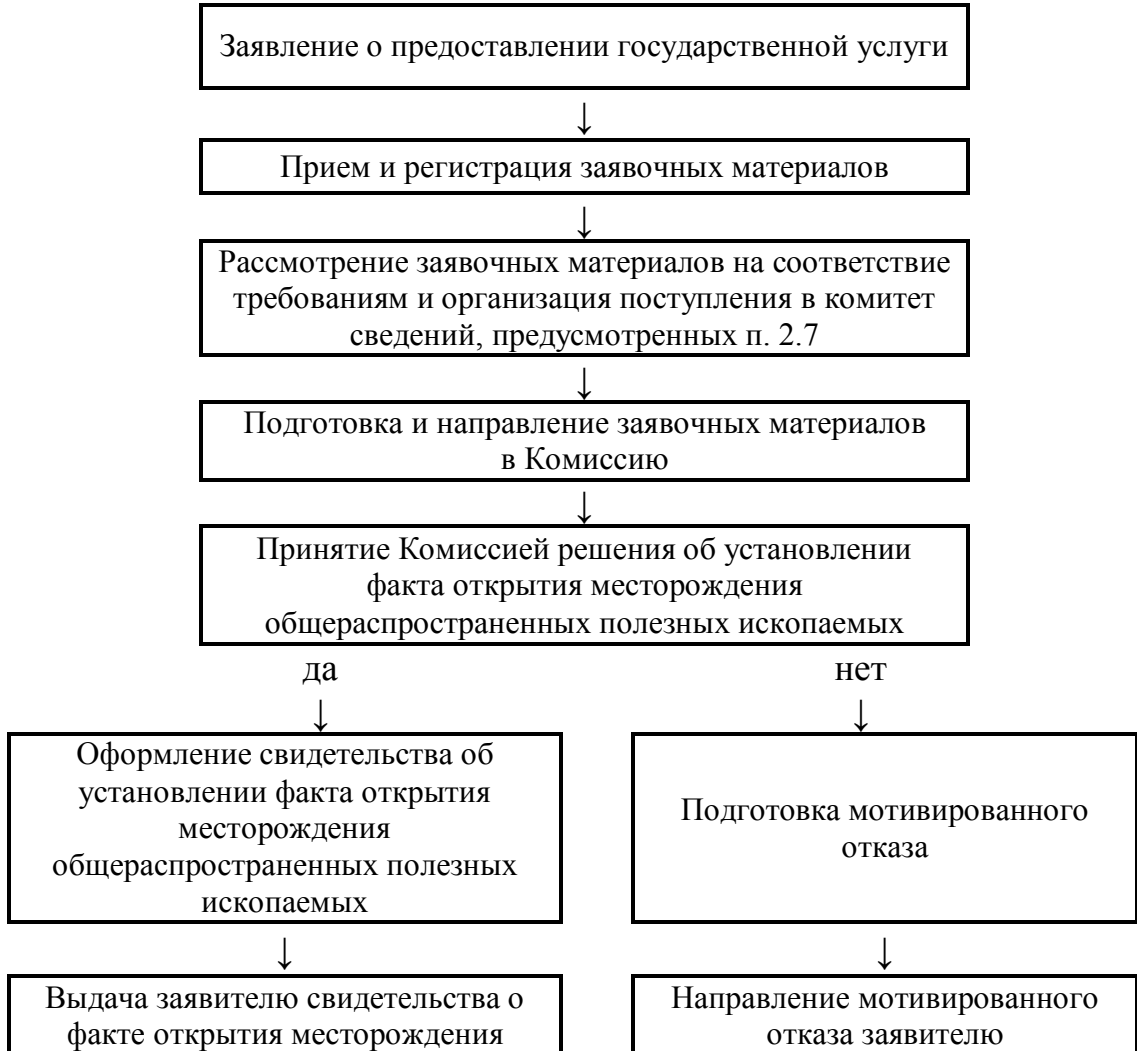 Заявление о предоставлении государственной услуги
↓
Прием и регистрация заявочных материалов
↓
Рассмотрение заявочных материалов на соответствие
требованиям и организация поступления в комитет
сведений, предусмотренных п. 2.7
↓
Подготовка и направление заявочных материалов
в Комиссию
↓
Принятие Комиссией решения об установлении
факта открытия месторождения
общераспространенных полезных ископаемых
да
нет
↓
↓
Оформление свидетельства об
установлении факта открытия
месторождения
общераспространенных полезных
ископаемых
Подготовка мотивированного
отказа
↓
↓
Выдача заявителю свидетельства о
факте открытия месторождения
Направление мотивированного
отказа заявителю